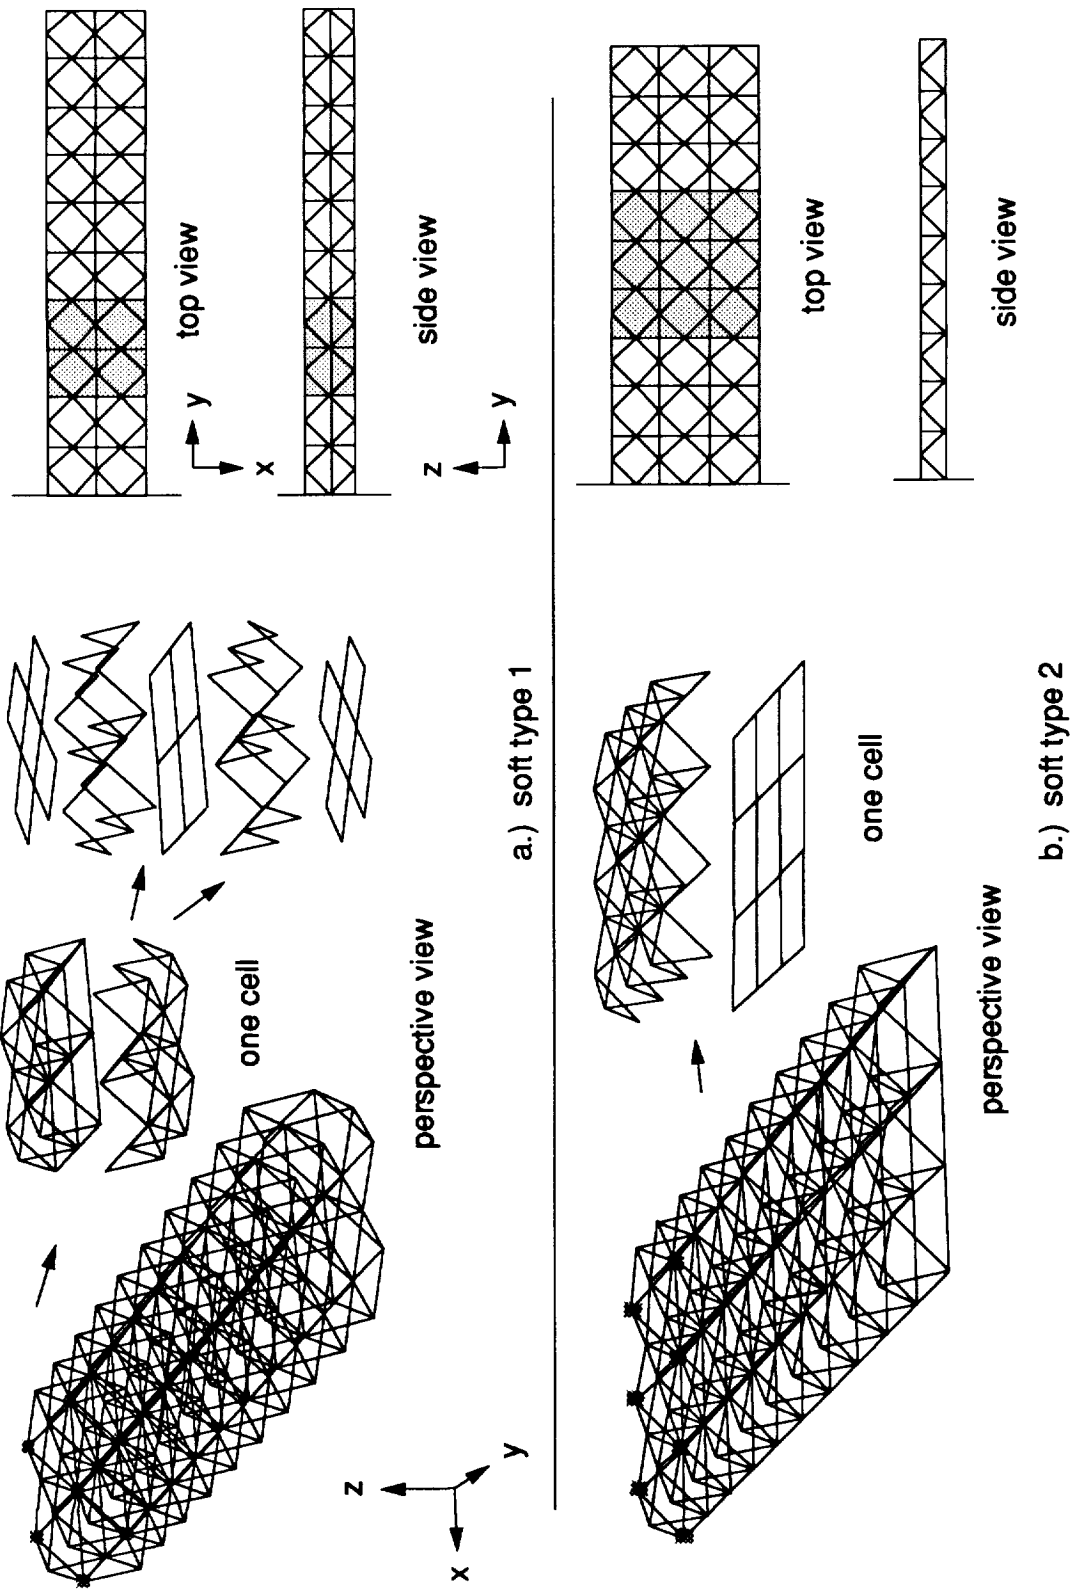 top view
y
x
side view
z
y
one cell
perspective view
a.) soft type 1
z
y
x
top view
side view
one cell
perspective view
b.) soft type 2